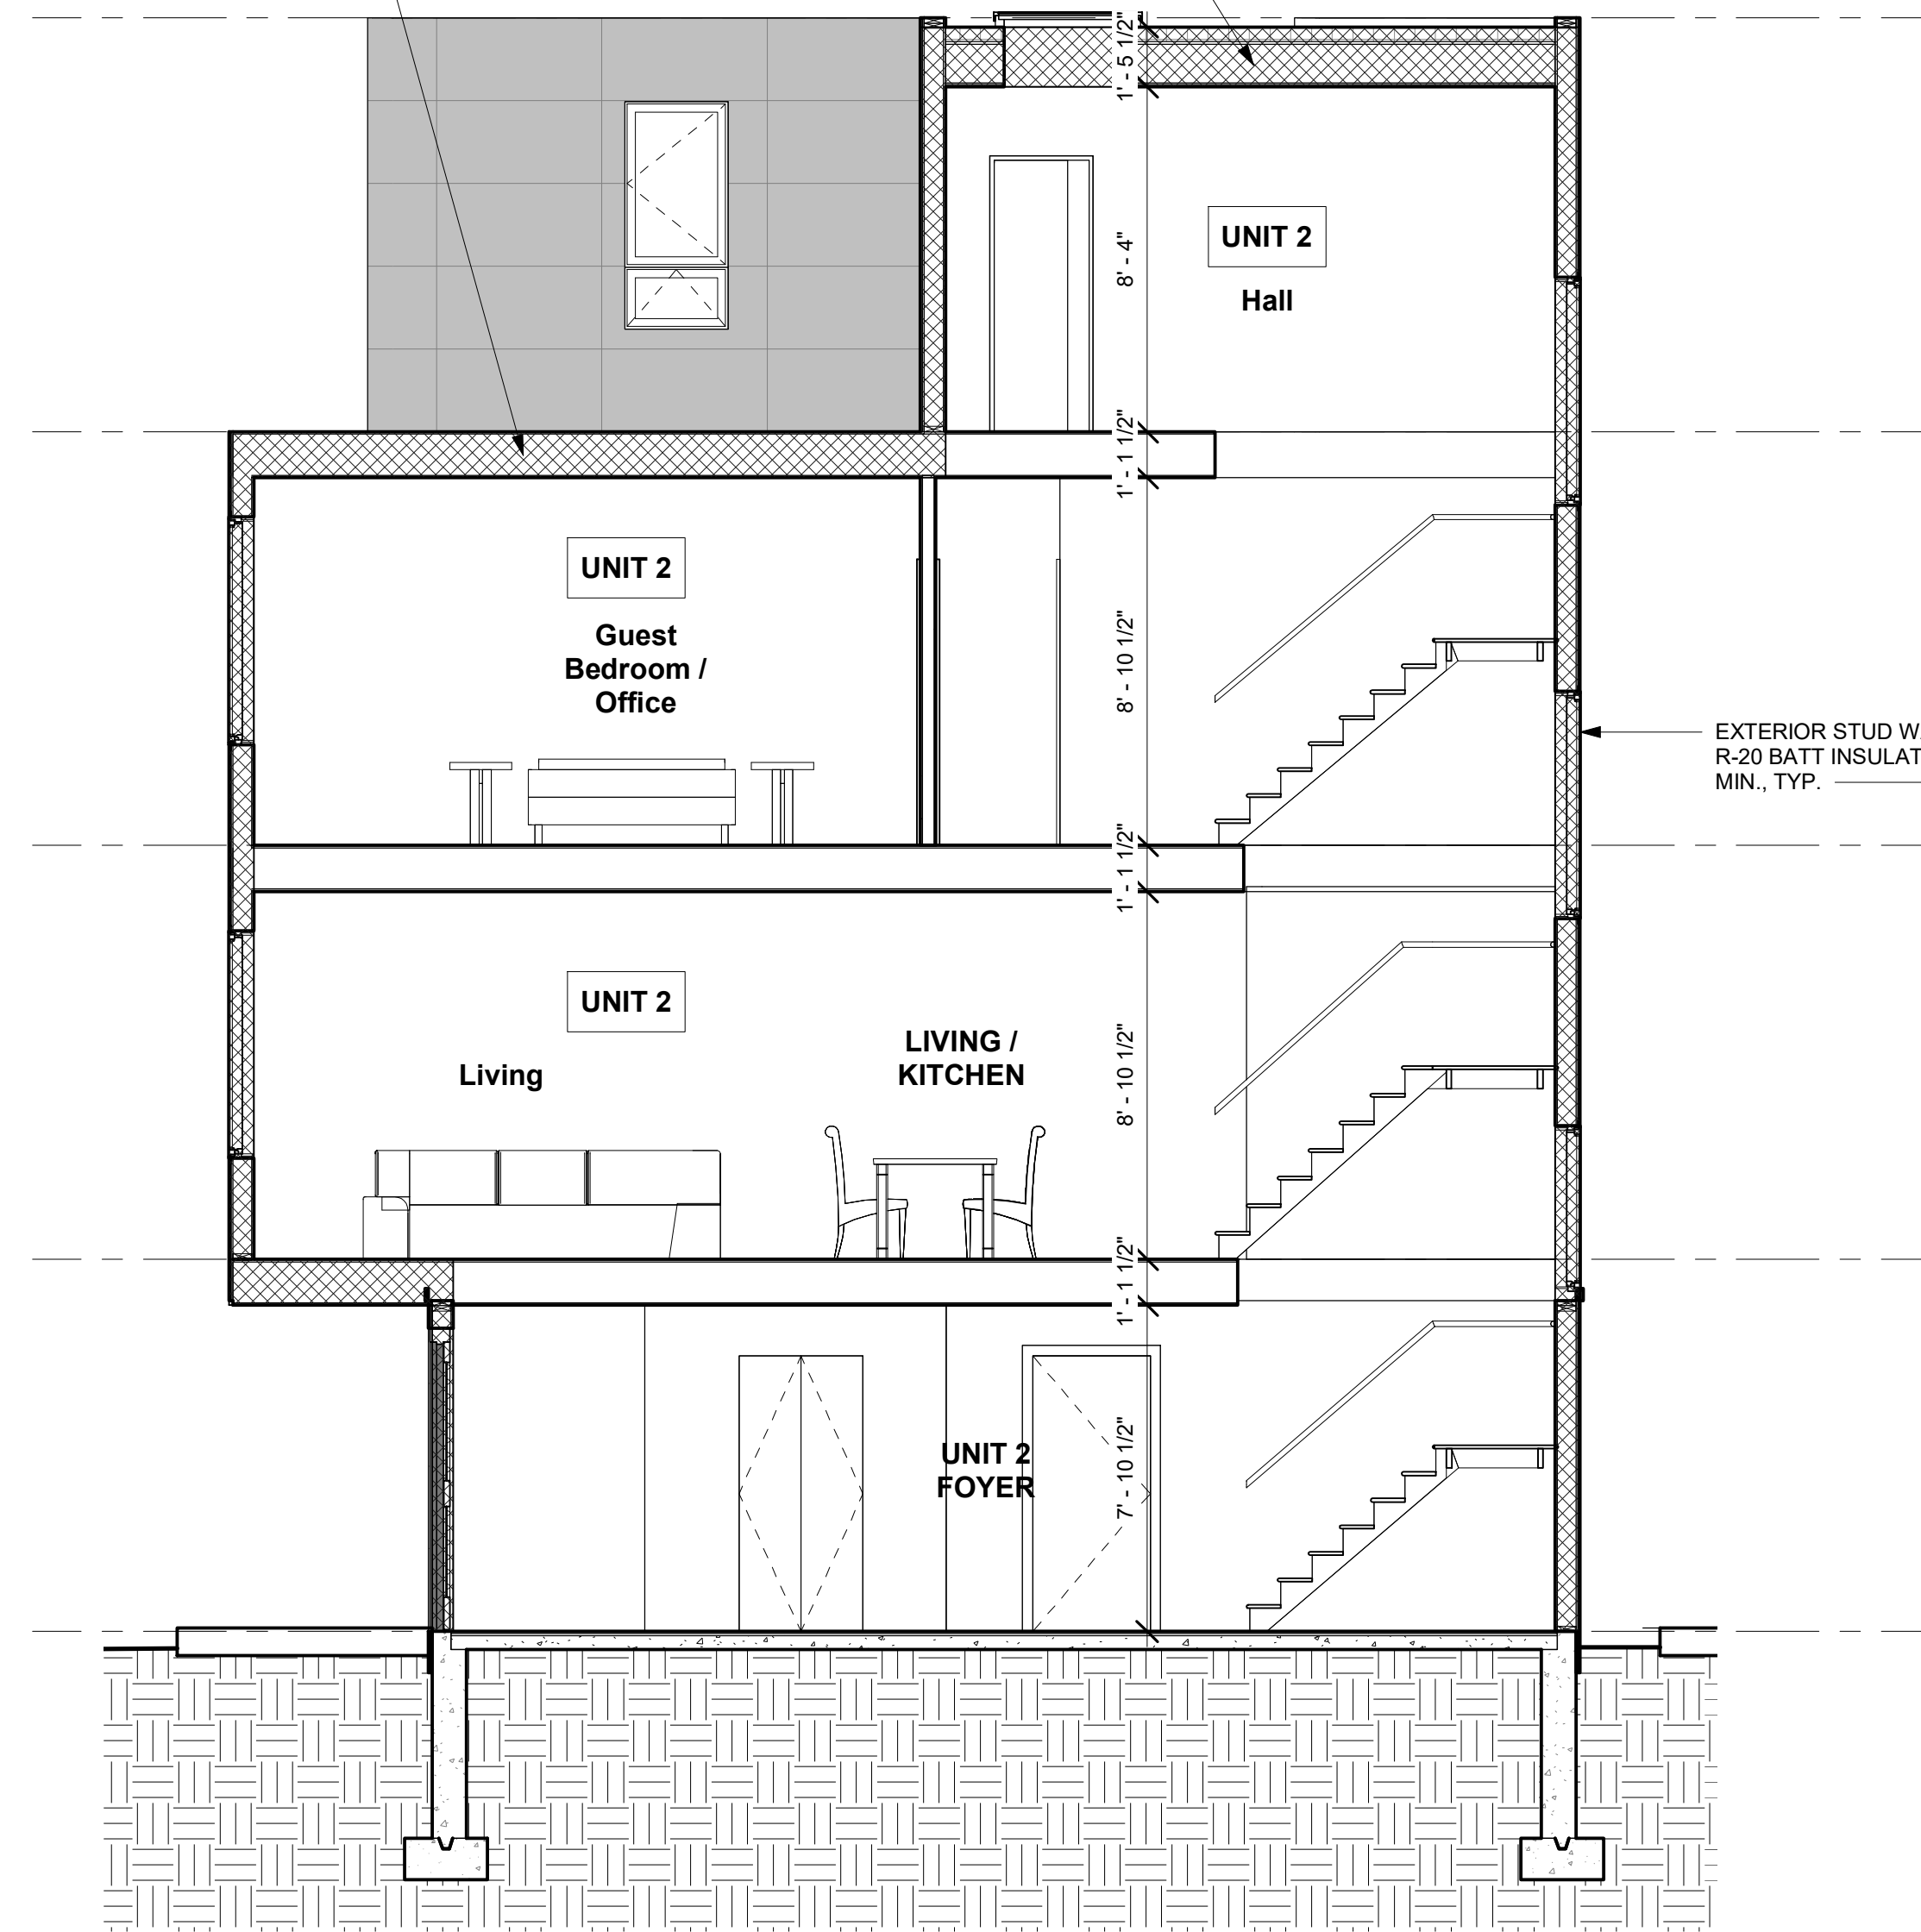 1' - 5 1/2"
UNIT 2
Hall
8' - 4"
1' - 1 1/2"
UNIT 2
Guest
Bedroom /
Office
8' - 10 1/2"
EXTERIOR STUD W
R-20 BATT INSULAT
MIN., TYP.
1' - 1 1/2"
UNIT 2
Living
LIVING /
KITCHEN
8' - 10 1/2"
1' - 1 1/2"
UNIT 2
FOYER
7' - 10 1/2"